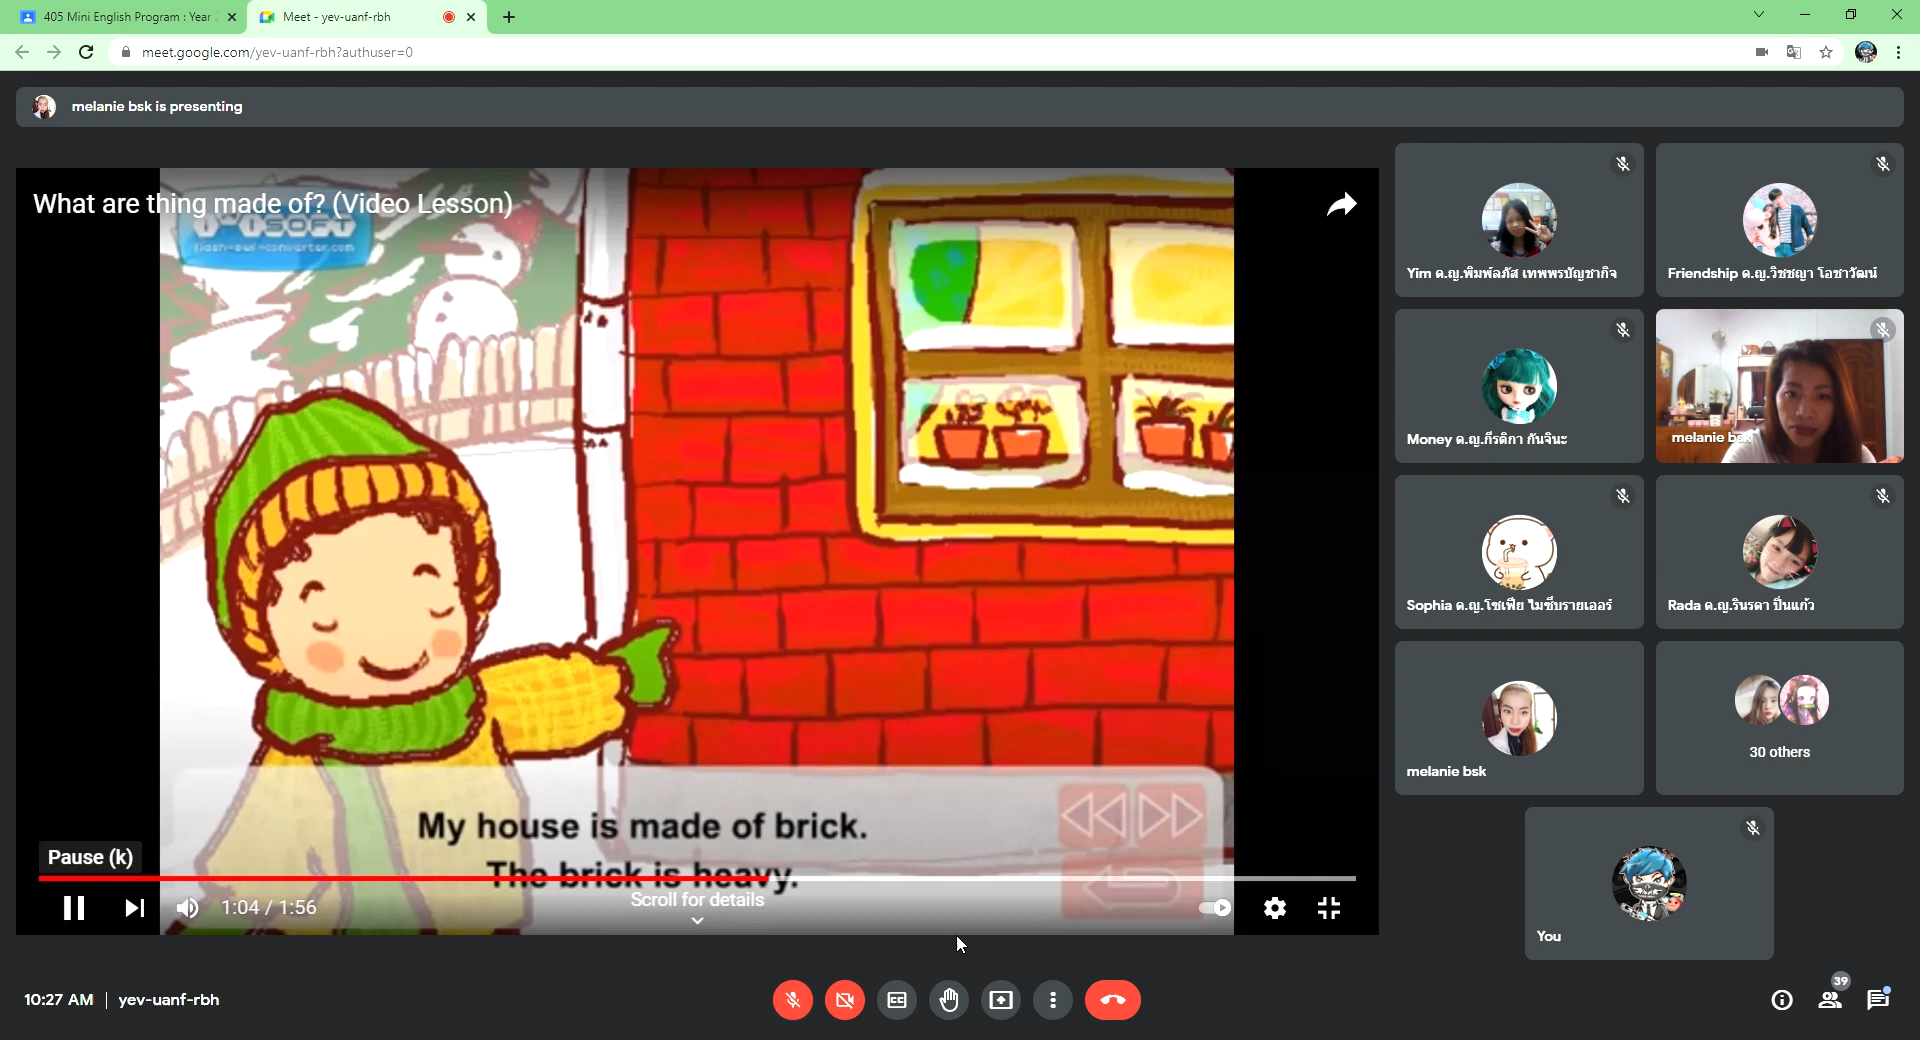 405 Mini English Program : Year 2
Meet - yev-uanf-rbh
meet.google.com/yev-uanf-rbh?authuser=0
melanie bsk is presenting
What are thing made of? (Video Lesson)
My house is made of brick.
The brick is heavy.
Pause (k)
Scroll for details
1:04 / 1:56
Yim ด.ญ.พิมพ์ลภัส เทพพรบัญชากิจ
Friendship ด.ญ.วิชชญา โอชาวัฒน์
Money ด.ญ.กีรติกา กันจินะ
melanie bsk
Sophia ด.ญ.โซเฟีย ไมซึ่บรายเออร์
Rada ด.ญ.รินรดา ปิ่นแก้ว
melanie bsk
30 others
You
10:27 AM | yev-uanf-rbh
39